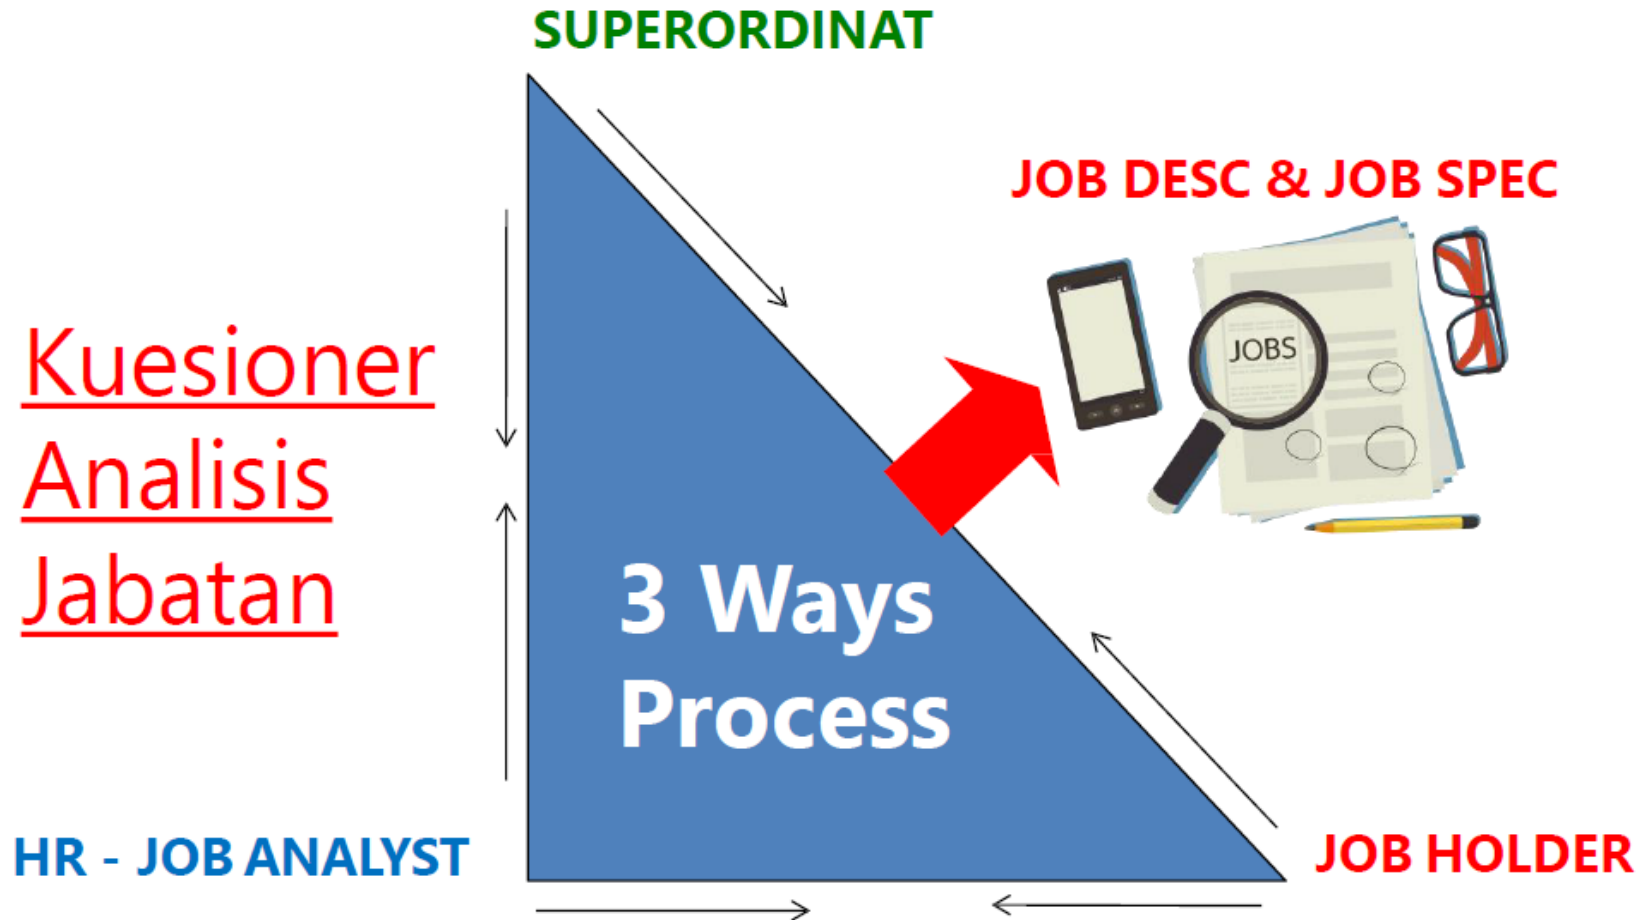 SUPERORDINAT
JOB DESC & JOB SPEC
JOBS
Kuesioner
Analisis
Jabatan
3 Ways
Process
HR - JOB ANALYST
JOB HOLDER